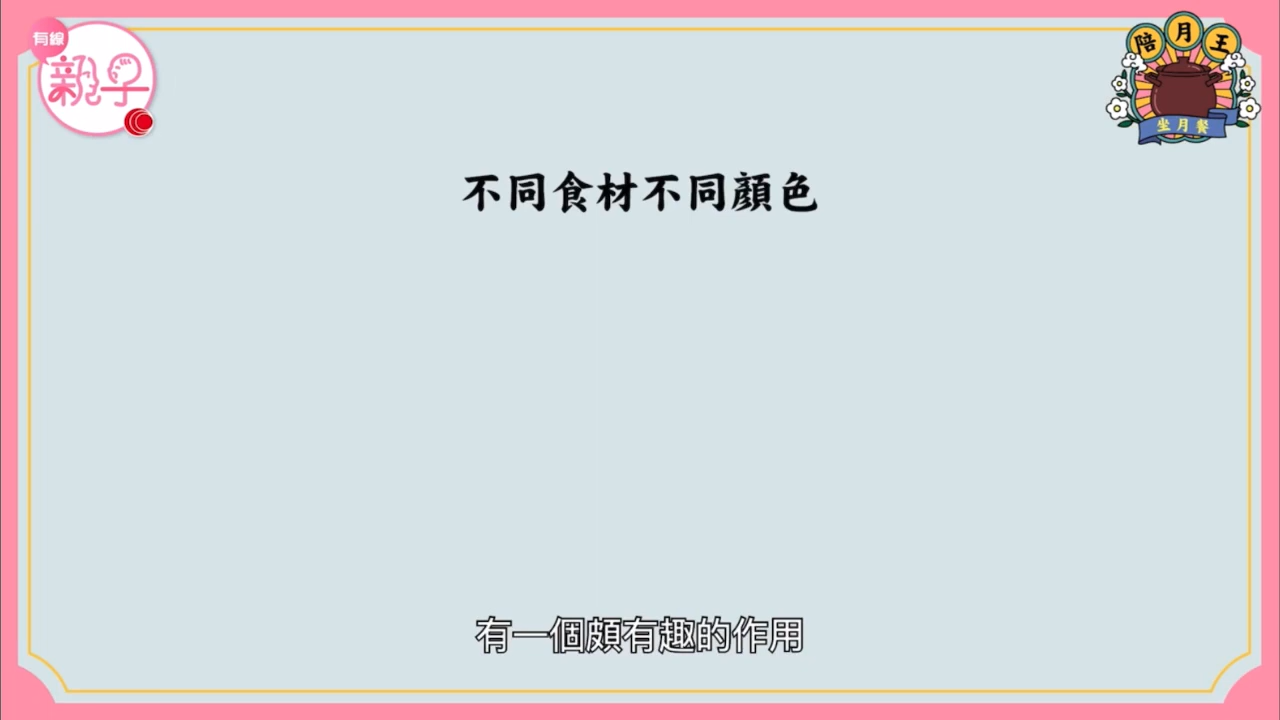 有線
親子
陪月王
坐月餐
不同食材不同顏色
有一個頗有趣的作用